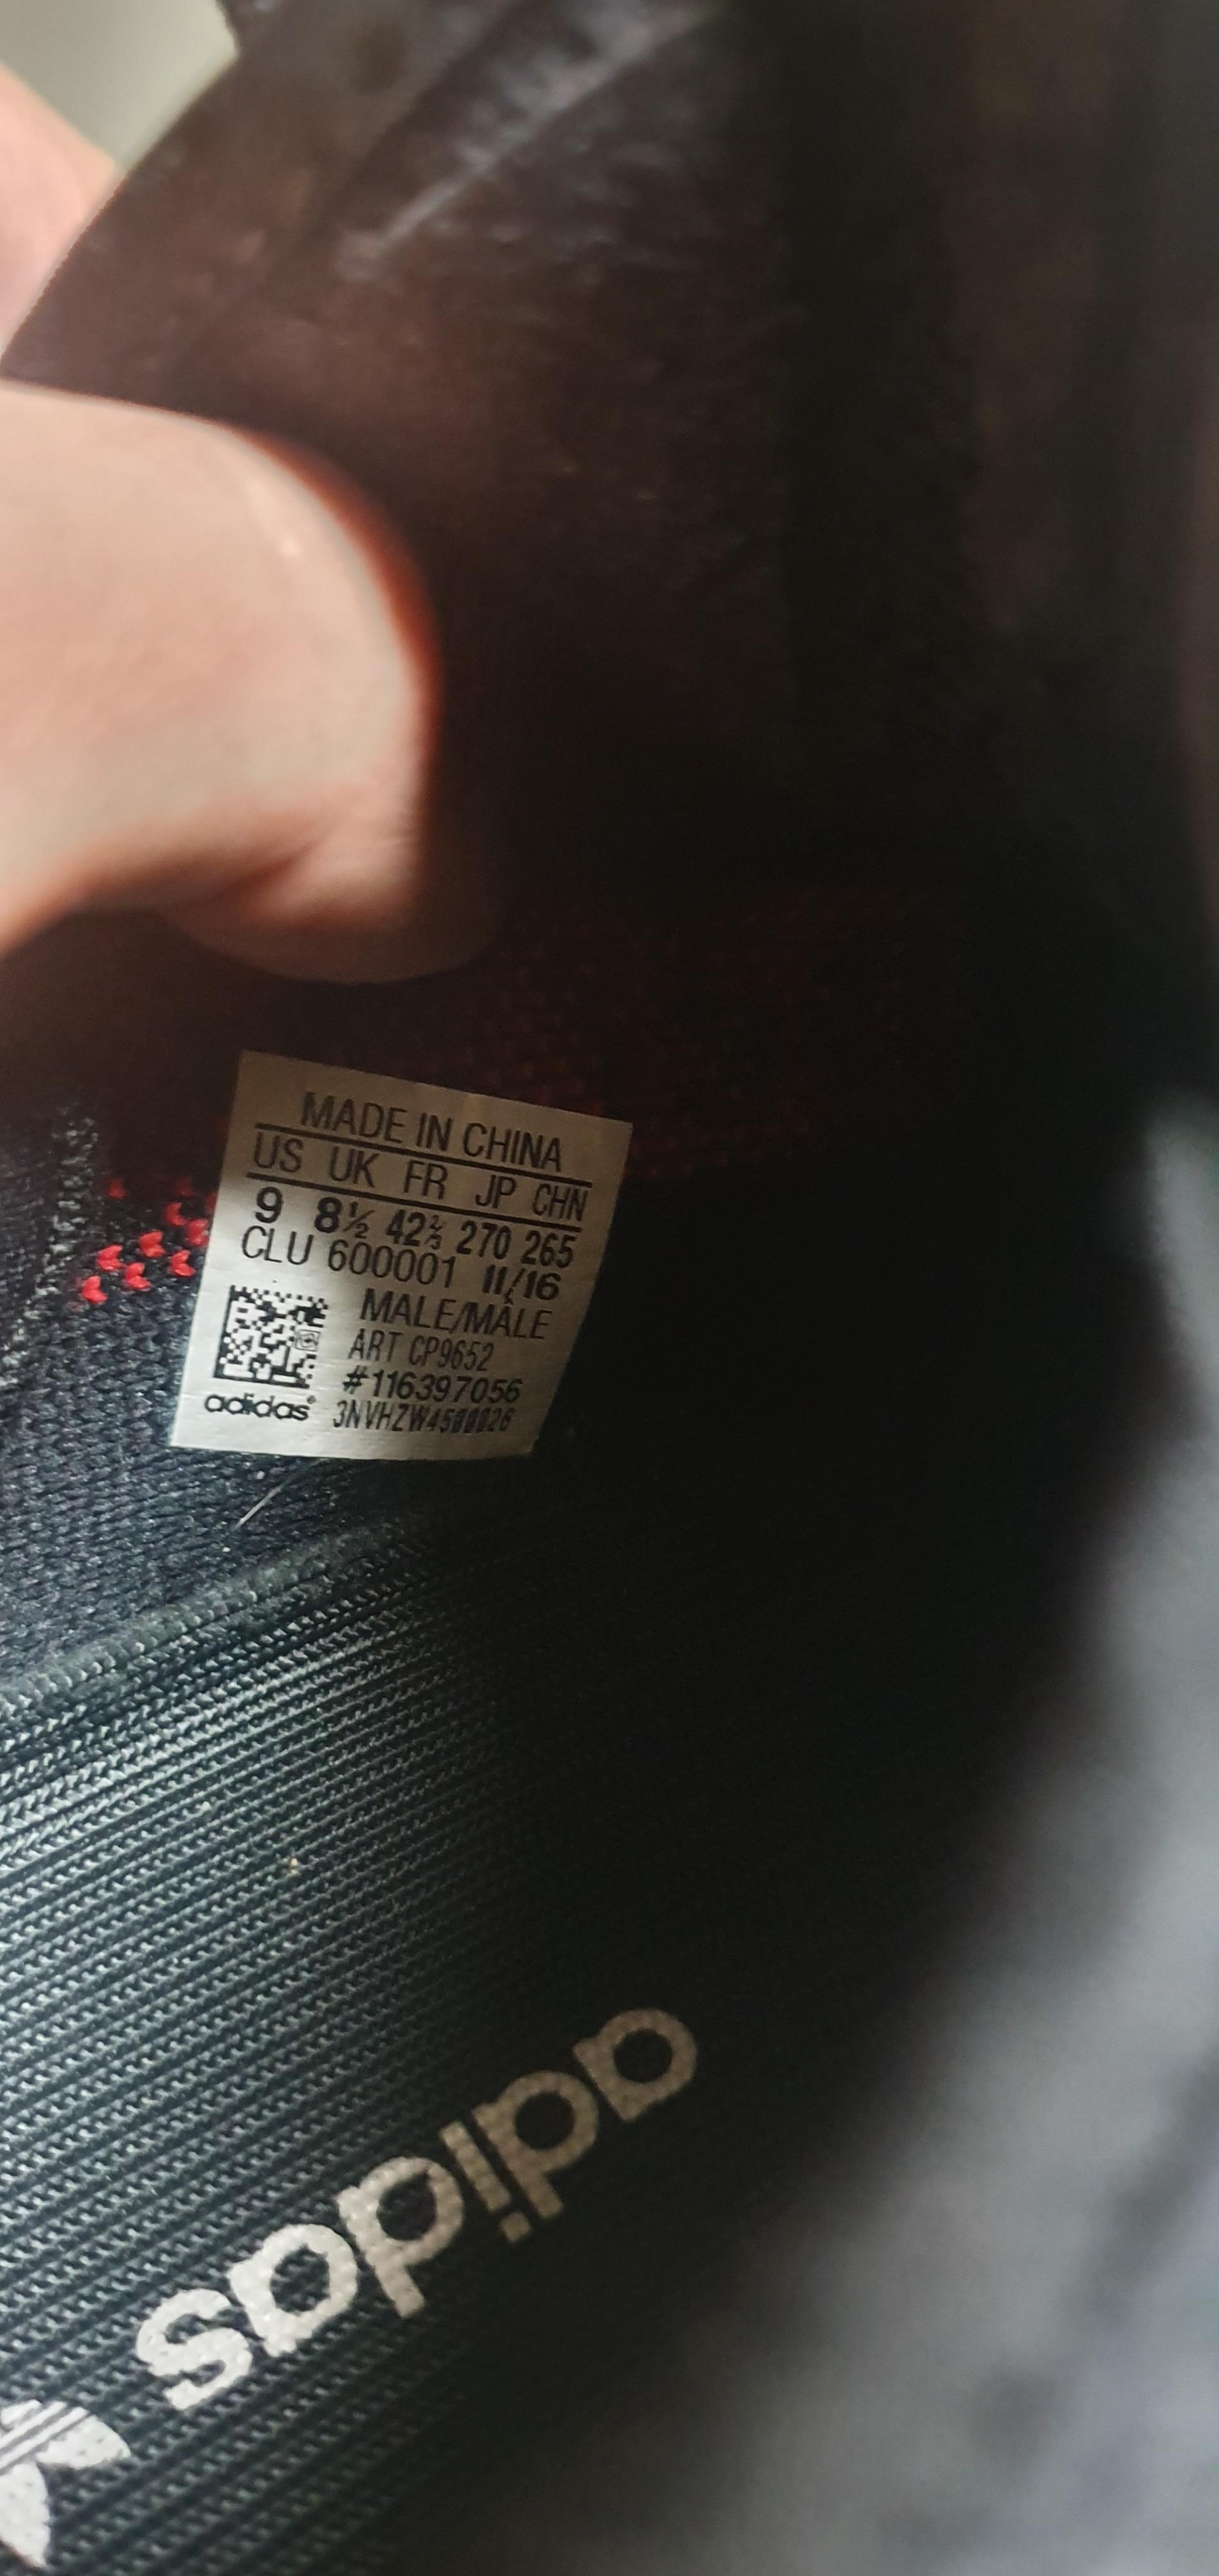 MADE IN CHINA
US UK FR JP CHN
9 8½ 42⅔ 270 265
CLU 600001 11/16
MALE/MÂLE
ART CP9652
#116397056
adidas®
adidas